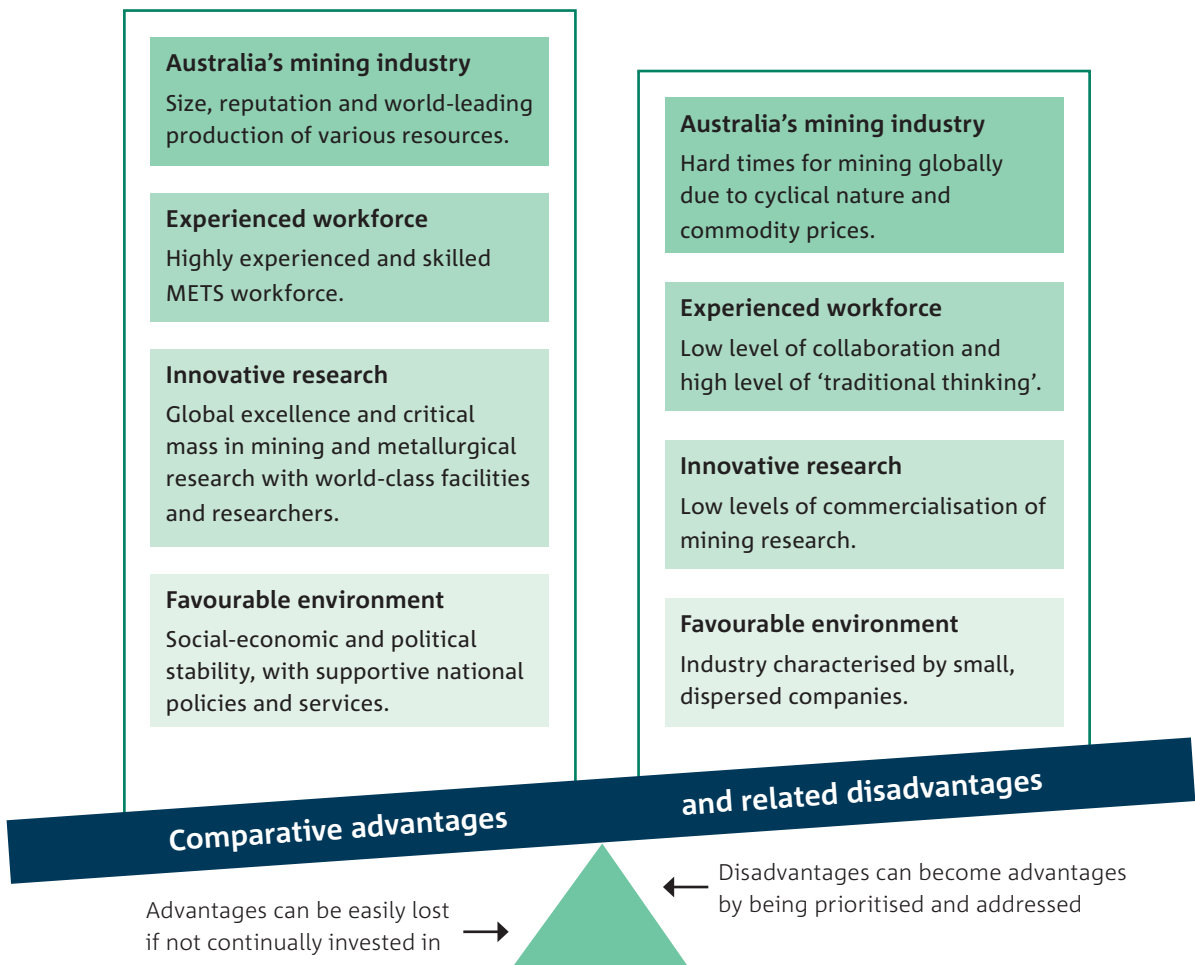 Australia’s mining industry
Size, reputation and world-leading
production of various resources.
Experienced workforce
Highly experienced and skilled
METS workforce.
Innovative research
Global excellence and critical
mass in mining and metallurgical
research with world-class facilities
and researchers.
Favourable environment
Social-economic and political
stability, with supportive national
policies and services.
Australia’s mining industry
Hard times for mining globally
due to cyclical nature and
commodity prices.
Experienced workforce
Low level of collaboration and
high level of ‘traditional thinking’.
Innovative research
Low levels of commercialisation of
mining research.
Favourable environment
Industry characterised by small,
dispersed companies.
Comparative advantages
and related disadvantages
Advantages can be easily lost
if not continually invested in
Disadvantages can become advantages
by being prioritised and addressed